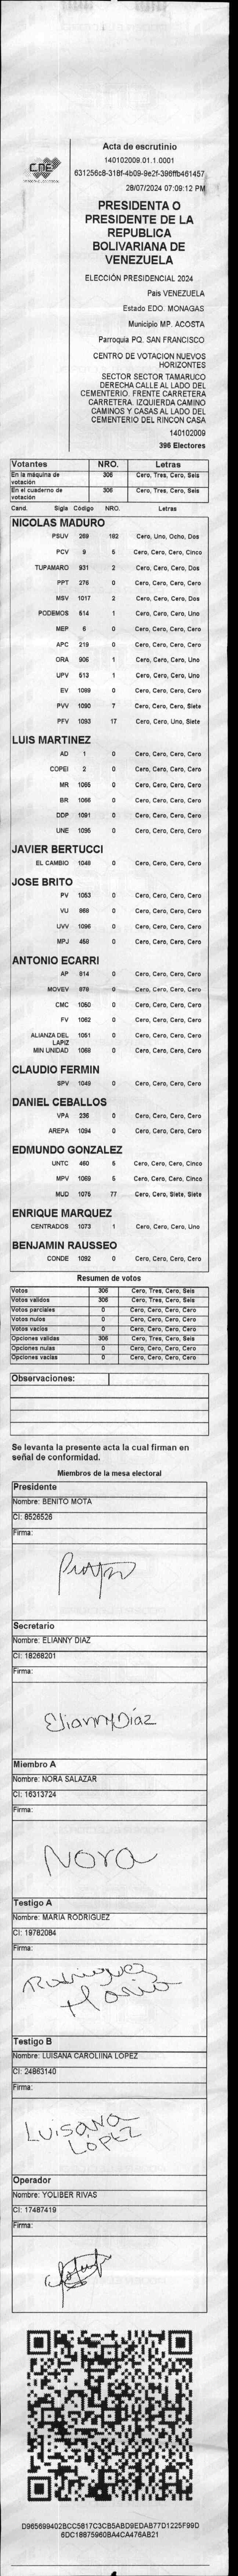 Acta de escrutinio
140102009.01.1.0001
631256c8-318f-4b09-9e2f-396ffb461457
28/07/2024 07:09:12 PM
CNE
PRESIDENTA O
PRESIDENTE DE LA
REPUBLICA
BOLIVARIANA DE
VENEZUELA
ELECCIÓN PRESIDENCIAL 2024
País VENEZUELA
Estado EDO. MONAGAS
Municipio MP. ACOSTA
Parroquia PQ. SAN FRANCISCO
CENTRO DE VOTACION NUEVOS
HORIZONTES
SECTOR SECTOR TAMARUCO
DERECHA CALLE AL LADO DEL
CEMENTERIO. FRENTE CARRETERA
CARRETERA. IZQUIERDA CAMINO
CAMINOS Y CASAS AL LADO DEL
CEMENTERIO DEL RINCON CASA
140102009
396 Electores
Votantes NRO. Letras
En la máquina de votación 306 Cero, Tres, Cero, Seis
En el cuaderno de votación 306 Cero, Tres, Cero, Seis
Cand. Sigla Código NRO. Letras
NICOLAS MADURO
PSUV 269 182 Cero, Uno, Ocho, Dos
PCV 9 5 Cero, Cero, Cero, Cinco
TUPAMARO 931 2 Cero, Cero, Cero, Dos
PPT 276 0 Cero, Cero, Cero, Cero
MSV 1017 2 Cero, Cero, Cero, Dos
PODEMOS 514 1 Cero, Cero, Cero, Uno
MEP 6 0 Cero, Cero, Cero, Cero
APC 219 0 Cero, Cero, Cero, Cero
ORA 906 1 Cero, Cero, Cero, Uno
UPV 513 1 Cero, Cero, Cero, Uno
EV 1089 0 Cero, Cero, Cero, Cero
PVV 1090 7 Cero, Cero, Cero, Siete
PFV 1093 17 Cero, Cero, Uno, Siete
LUIS MARTINEZ
AD 1 0 Cero, Cero, Cero, Cero
COPEI 2 0 Cero, Cero, Cero, Cero
MR 1065 0 Cero, Cero, Cero, Cero
BR 1066 0 Cero, Cero, Cero, Cero
DDP 1091 0 Cero, Cero, Cero, Cero
UNE 1095 0 Cero, Cero, Cero, Cero
JAVIER BERTUCCI
EL CAMBIO 1048 0 Cero, Cero, Cero, Cero
JOSE BRITO
PV 1053 0 Cero, Cero, Cero, Cero
VU 868 0 Cero, Cero, Cero, Cero
UVV 1096 0 Cero, Cero, Cero, Cero
MPJ 458 0 Cero, Cero, Cero, Cero
ANTONIO ECARRI
AP 914 0 Cero, Cero, Cero, Cero
MOVEV 979 0 Cero, Cero, Cero, Cero
CMC 1050 0 Cero, Cero, Cero, Cero
FV 1062 0 Cero, Cero, Cero, Cero
ALIANZA DEL LAPIZ 1051 0 Cero, Cero, Cero, Cero
MIN UNIDAD 1068 0 Cero, Cero, Cero, Cero
CLAUDIO FERMIN
SPV 1049 0 Cero, Cero, Cero, Cero
DANIEL CEBALLOS
VPA 236 0 Cero, Cero, Cero, Cero
AREPA 1094 0 Cero, Cero, Cero, Cero
EDMUNDO GONZALEZ
UNTC 460 5 Cero, Cero, Cero, Cinco
MPV 1069 5 Cero, Cero, Cero, Cinco
MUD 1075 77 Cero, Cero, Siete, Siete
ENRIQUE MARQUEZ
CENTRADOS 1073 1 Cero, Cero, Cero, Uno
BENJAMIN RAUSSEO
CONDE 1092 0 Cero, Cero, Cero, Cero
Resumen de votos
Votos 306 Cero, Tres, Cero, Seis
Votos validos 306 Cero, Tres, Cero, Seis
Votos parciales 0 Cero, Cero, Cero, Cero
Votos nulos 0 Cero, Cero, Cero, Cero
Votos vacios 0 Cero, Cero, Cero, Cero
Opciones validas 306 Cero, Tres, Cero, Seis
Opciones nulas 0 Cero, Cero, Cero, Cero
Opciones vacias 0 Cero, Cero, Cero, Cero
Observaciones:
Se levanta la presente acta la cual firman en
señal de conformidad.
Miembros de la mesa electoral
Presidente
Nombre: BENITO MOTA
CI: 8526526
Firma:
Secretario
Nombre: ELIANNY DIAZ
CI: 18268201
Firma:
Elianny Díaz
Miembro A
Nombre: NORA SALAZAR
CI: 16313724
Firma:
Nora
Testigo A
Nombre: MARIA RODRIGUEZ
CI: 19782084
Firma:
Rodriguez
Maria
Testigo B
Nombre: LUISANA CAROLIINA LOPEZ
CI: 24863140
Firma:
LUISANA
LOPEZ
Operador
Nombre: YOLIBER RIVAS
CI: 17487419
Firma:
D965699402BCC5817C3CB5ABD9EDAB77D1225F99D
6DC18875960BA4CA476AB21